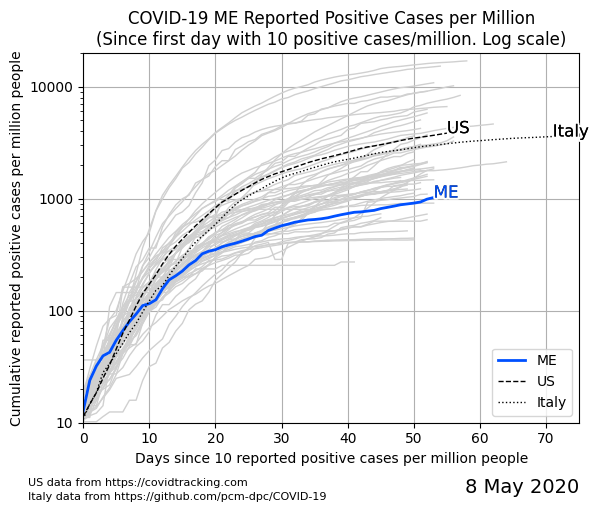 COVID-19 ME Reported Positive Cases per Million
(Since first day with 10 positive cases/million. Log scale)
Cumulative reported positive cases per million people
10000
1000
100
10
US
Italy
ME
ME
US
Italy
0 10 20 30 40 50 60 70
Days since 10 reported positive cases per million people
US data from https://covidtracking.com
Italy data from https://github.com/pcm-dpc/COVID-19
8 May 2020